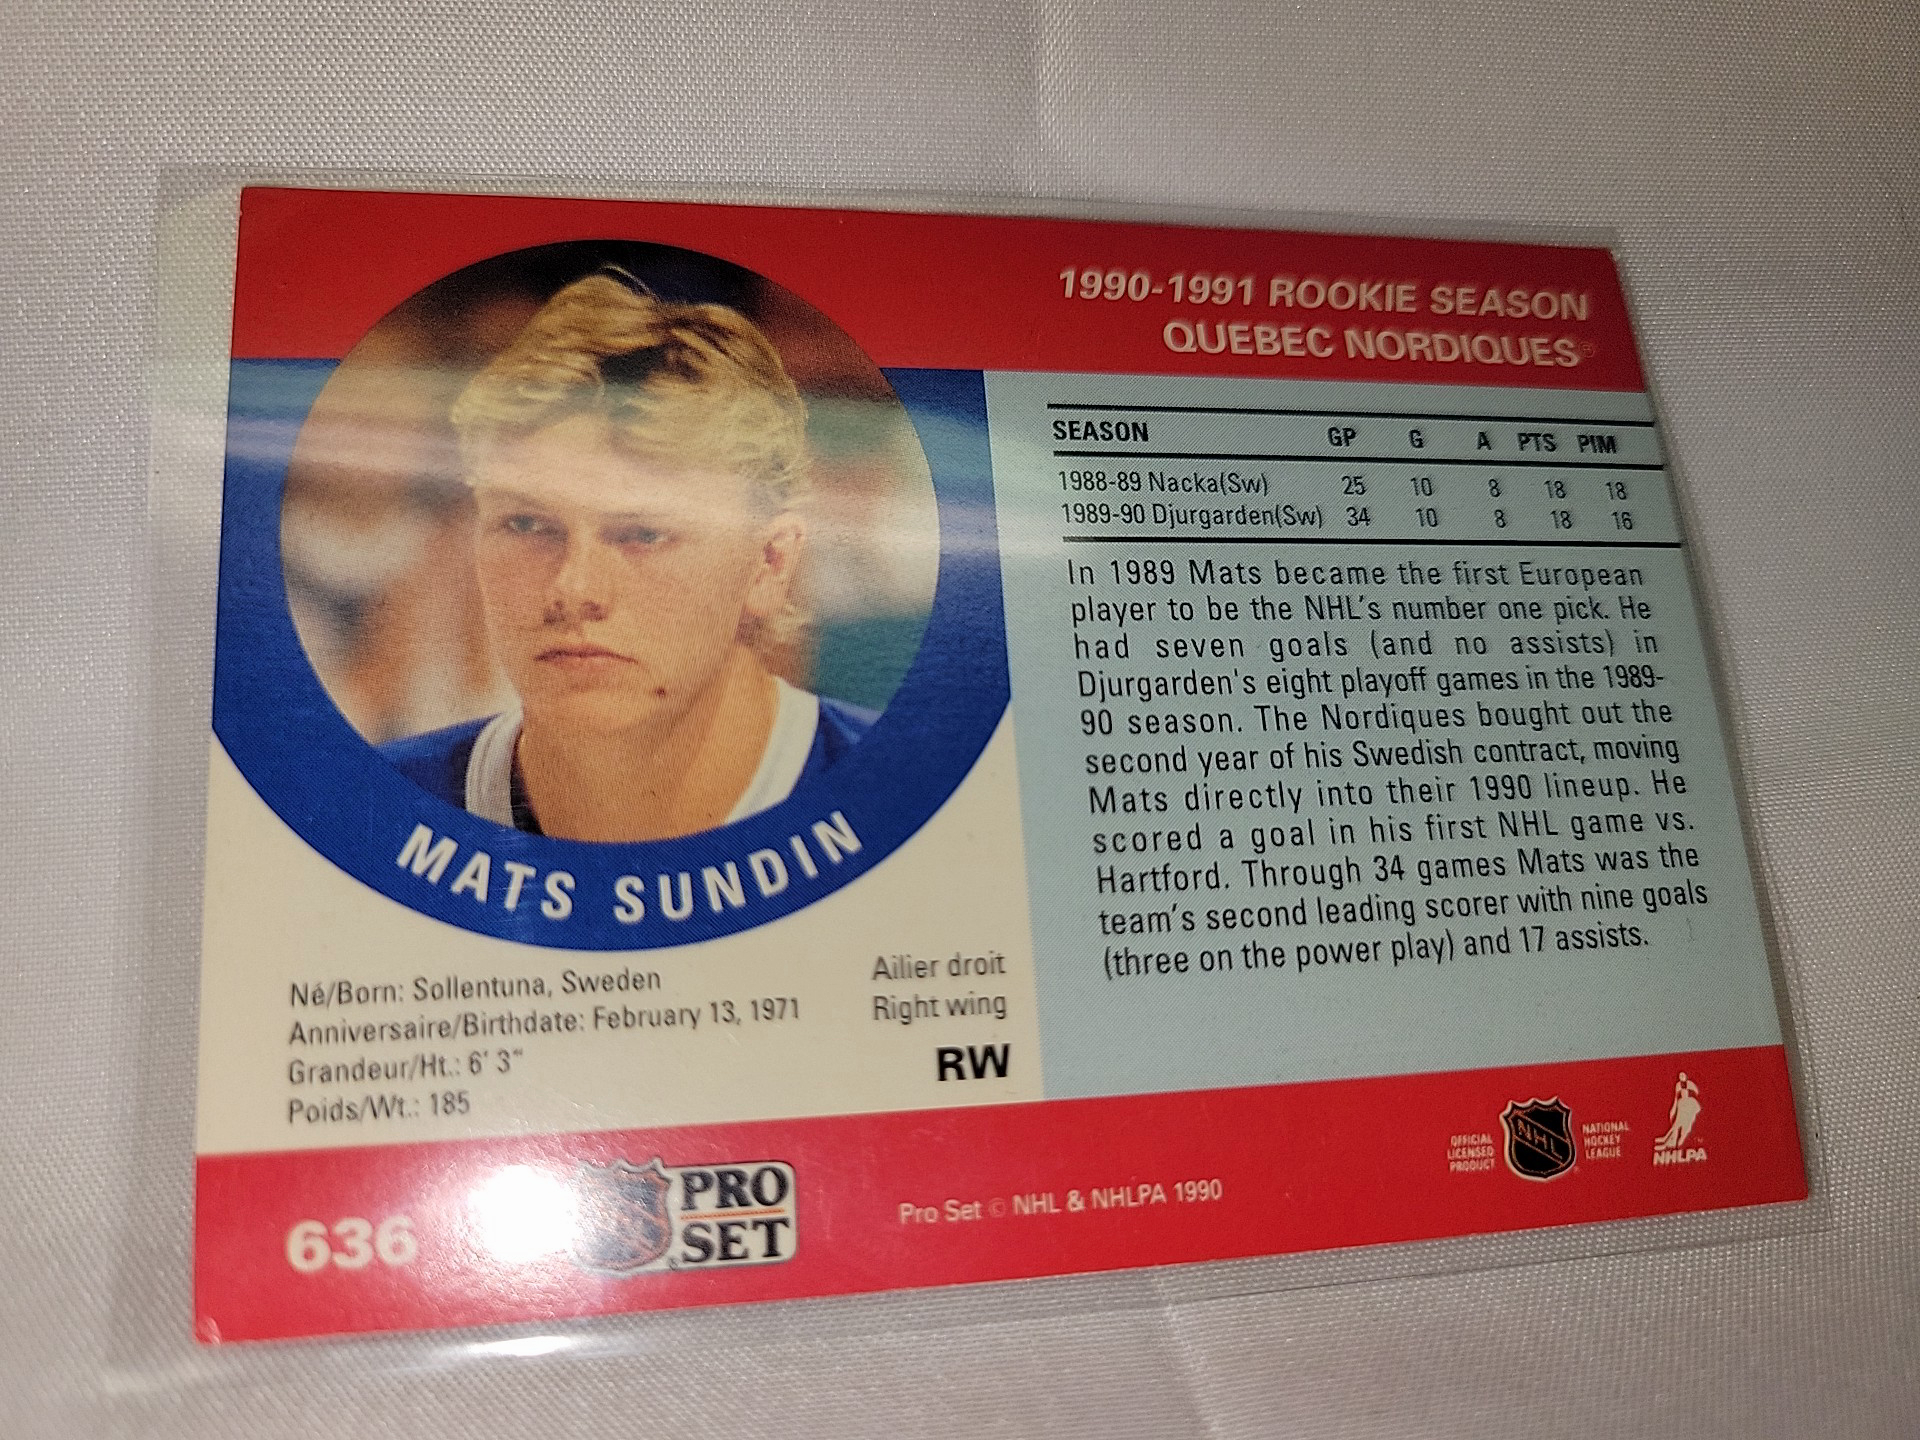 1990-1991 ROOKIE SEASON
QUEBEC NORDIQUES®
MATS SUNDIN
Né/Born: Sollentuna, Sweden
Anniversaire/Birthdate: February 13, 1971
Grandeur/Ht.: 6' 3"
Poids/Wt.: 185
Ailier droit
Right wing
RW
SEASON GP G A PTS PIM
1988-89 Nacka(Sw) 25 10 8 18 18
1989-90 Djurgarden(Sw) 34 10 8 18 16
In 1989 Mats became the first European
player to be the NHL's number one pick. He
had seven goals (and no assists) in
Djurgarden's eight playoff games in the 1989-
90 season. The Nordiques bought out the
second year of his Swedish contract, moving
Mats directly into their 1990 lineup. He
scored a goal in his first NHL game vs.
Hartford. Through 34 games Mats was the
team's second leading scorer with nine goals
(three on the power play) and 17 assists.
636
PRO
SET
Pro Set © NHL & NHLPA 1990
OFFICIAL
LICENSED
PRODUCT
NHL
NATIONAL
HOCKEY
LEAGUE
NHLPA